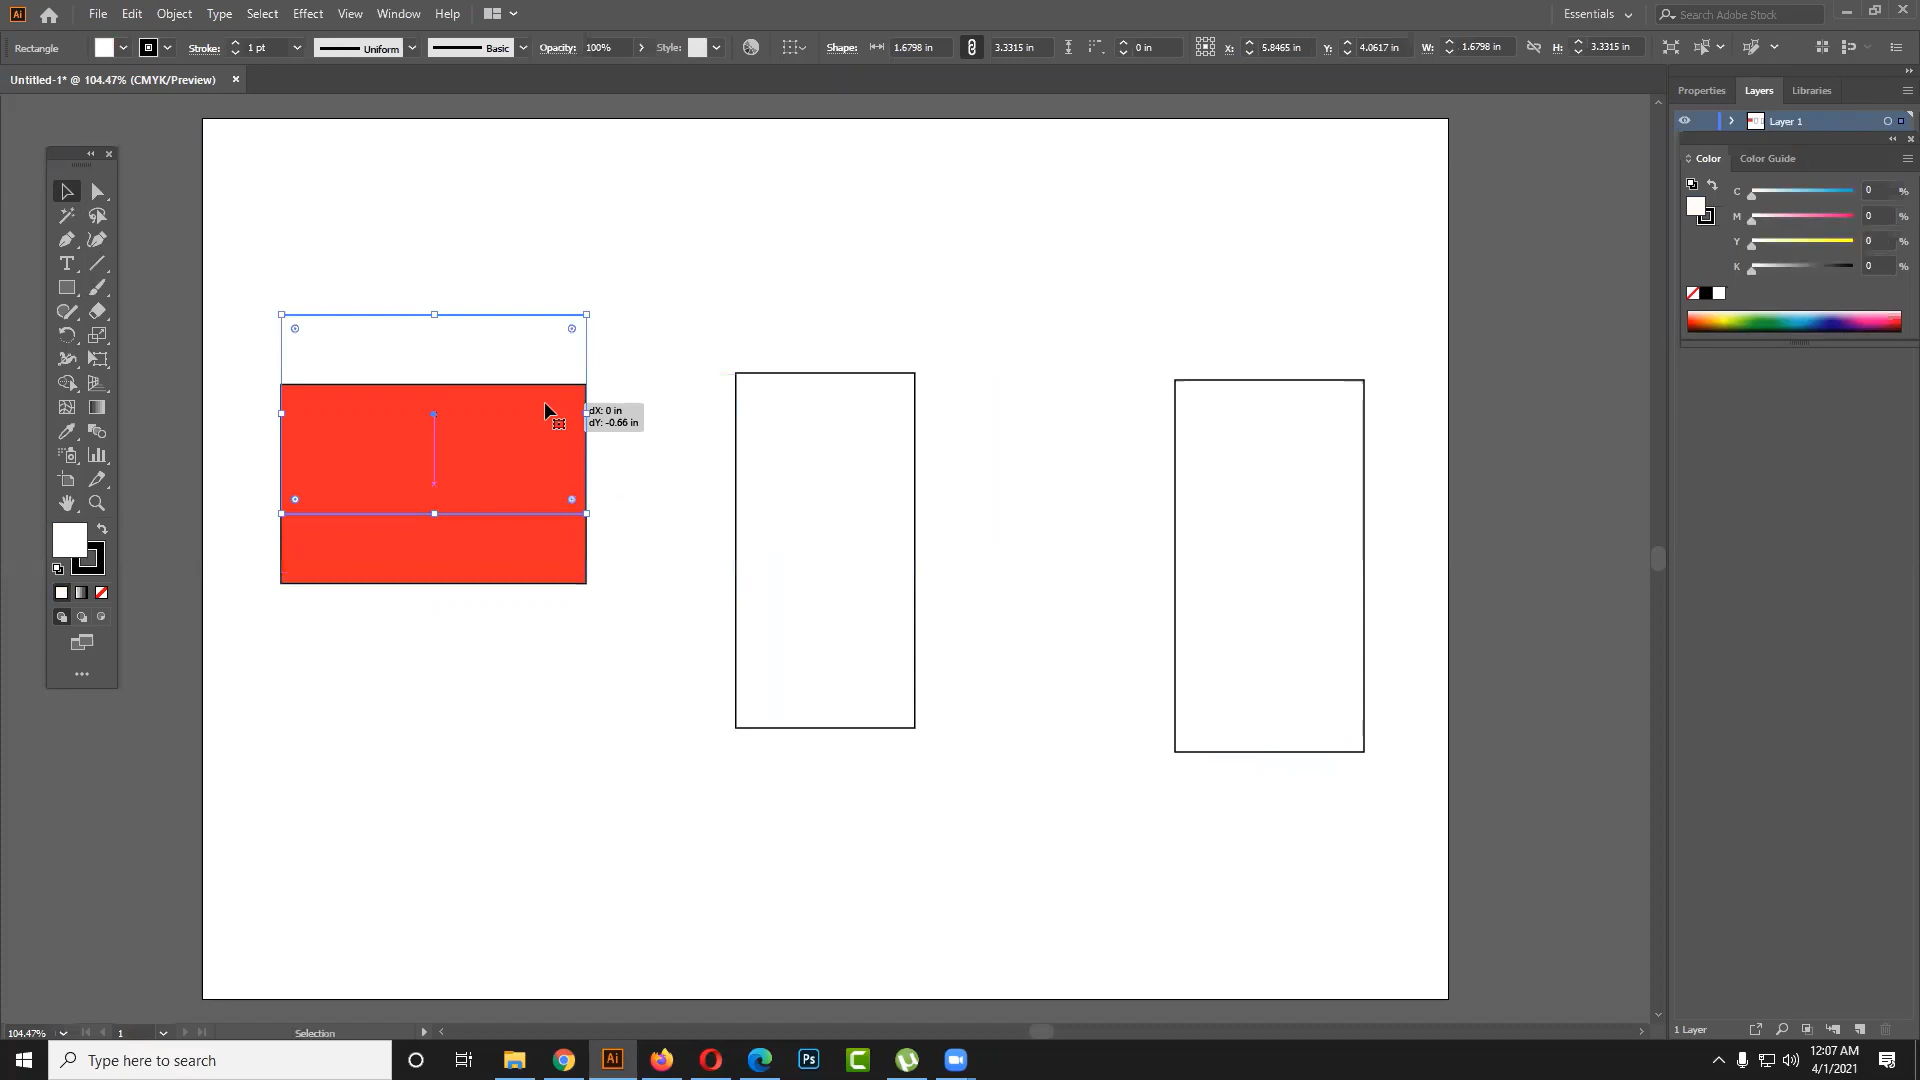 Ai File Edit Object Type Select Effect View Window Help Essentials Search Adobe Stock
Rectangle Stroke: 1 pt Uniform Basic Opacity: 100% Style: Shape: 1.6798 in 3.3315 in 0 in X: 5.8465 in Y: 4.0617 in W: 1.6798 in H: 3.3315 in
Untitled-1* @ 104.47% (CMYK/Preview)
Properties Layers Libraries
Layer 1
Color Color Guide
C 0 %
M 0 %
Y 0 %
K 0 %
dX: 0 in
dY: -0.66 in
104.47% 1 Selection
1 Layer
Type here to search
Ai
Ps
12:07 AM
4/1/2021